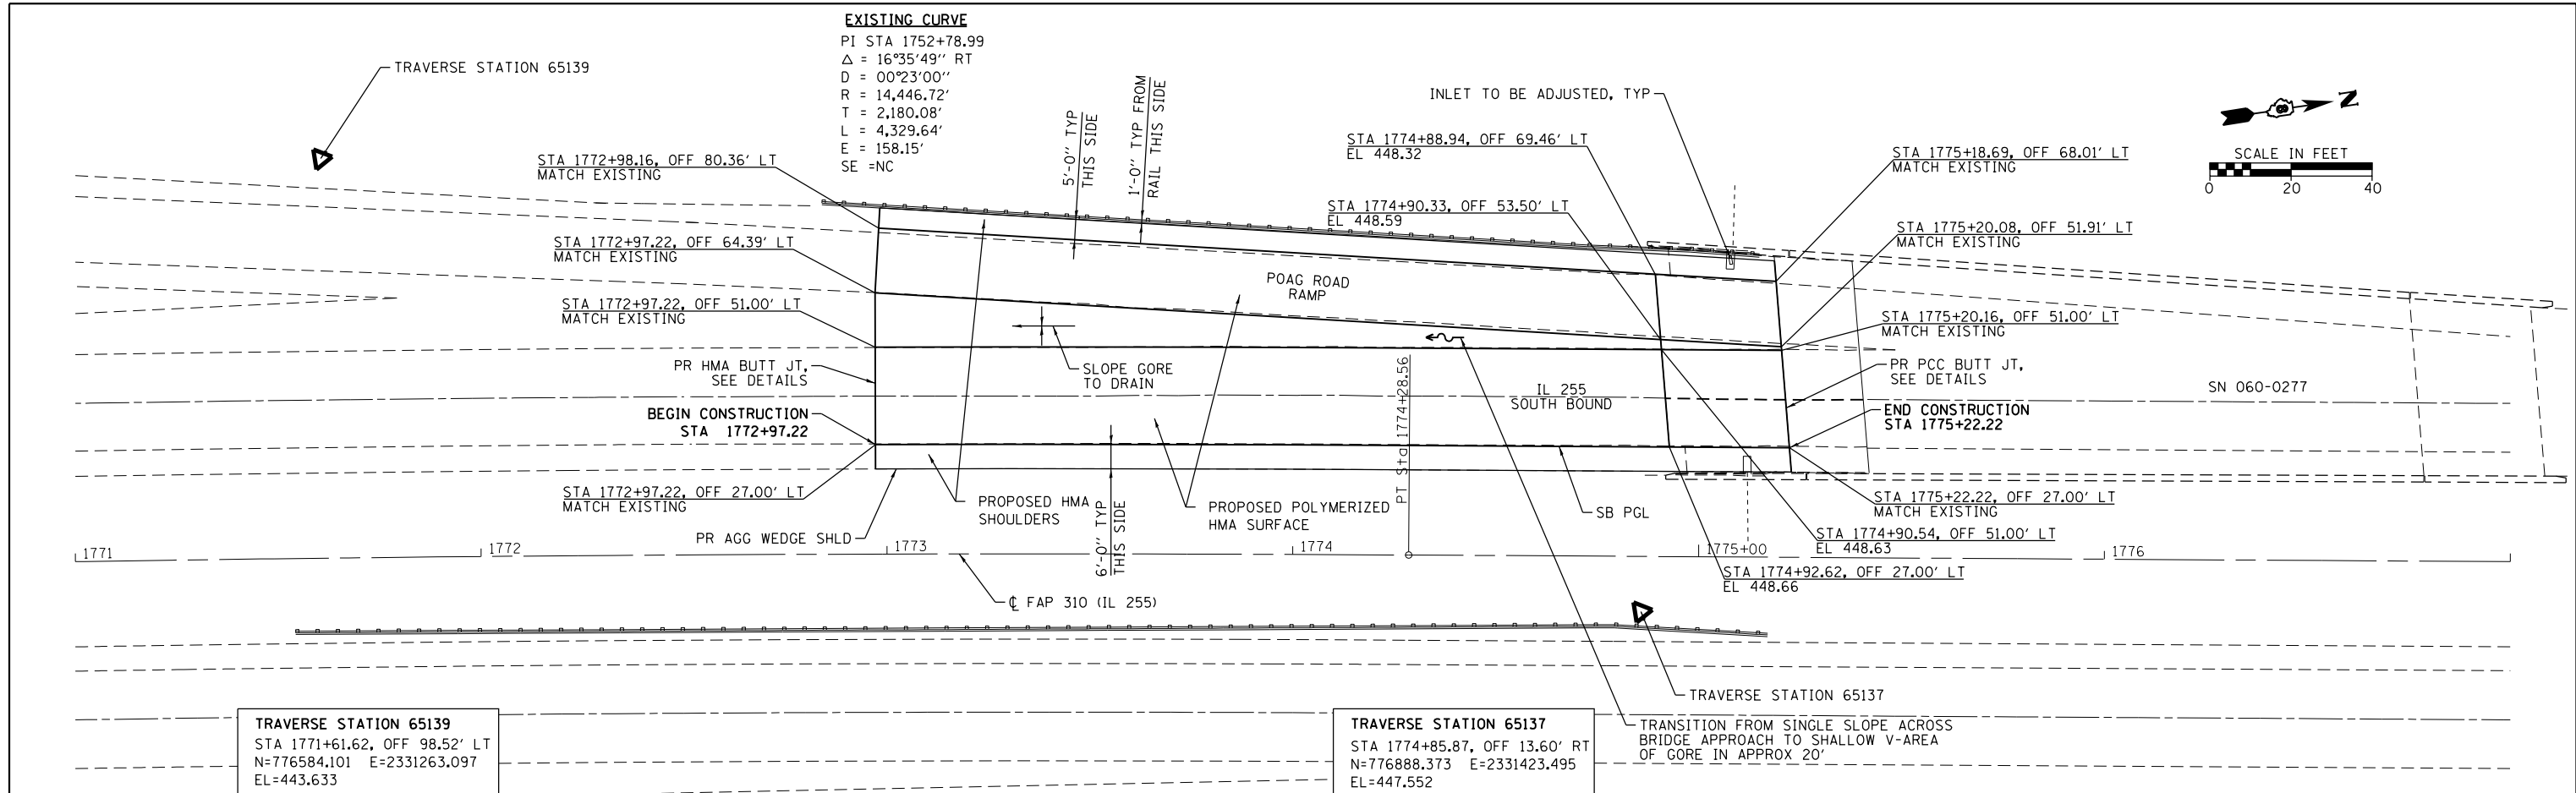 EXISTING CURVE
PI STA 1752+78.99
Δ = 16°35'49'' RT
D = 00°23'00''
R = 14,446.72'
T = 2,180.08'
L = 4,329.64'
E = 158.15'
SE =NC
TRAVERSE STATION 65139
5'-0'' TYP
THIS SIDE
1'-0'' TYP FROM
RAIL THIS SIDE
INLET TO BE ADJUSTED, TYP
N
SCALE IN FEET
0 20 40
STA 1772+98.16, OFF 80.36' LT
MATCH EXISTING
STA 1774+88.94, OFF 69.46' LT
EL 448.32
STA 1775+18.69, OFF 68.01' LT
MATCH EXISTING
STA 1774+90.33, OFF 53.50' LT
EL 448.59
STA 1775+20.08, OFF 51.91' LT
MATCH EXISTING
STA 1772+97.22, OFF 64.39' LT
MATCH EXISTING
POAG ROAD
RAMP
STA 1772+97.22, OFF 51.00' LT
MATCH EXISTING
STA 1775+20.16, OFF 51.00' LT
MATCH EXISTING
PR HMA BUTT JT,
SEE DETAILS
SLOPE GORE
TO DRAIN
PT Sta 1774+28.56
IL 255
SOUTH BOUND
PR PCC BUTT JT,
SEE DETAILS
SN 060-0277
BEGIN CONSTRUCTION
STA 1772+97.22
END CONSTRUCTION
STA 1775+22.22
STA 1772+97.22, OFF 27.00' LT
MATCH EXISTING
PROPOSED HMA
SHOULDERS
6'-0'' TYP
THIS SIDE
PROPOSED POLYMERIZED
HMA SURFACE
SB PGL
STA 1775+22.22, OFF 27.00' LT
MATCH EXISTING
PR AGG WEDGE SHLD
STA 1774+90.54, OFF 51.00' LT
EL 448.63
1771 1772 1773 1774 1775+00 1776
STA 1774+92.62, OFF 27.00' LT
EL 448.66
℄ FAP 310 (IL 255)
TRAVERSE STATION 65137
TRANSITION FROM SINGLE SLOPE ACROSS
BRIDGE APPROACH TO SHALLOW V-AREA
OF GORE IN APPROX 20'
TRAVERSE STATION 65139
STA 1771+61.62, OFF 98.52' LT
N=776584.101 E=2331263.097
EL=443.633
TRAVERSE STATION 65137
STA 1774+85.87, OFF 13.60' RT
N=776888.373 E=2331423.495
EL=447.552